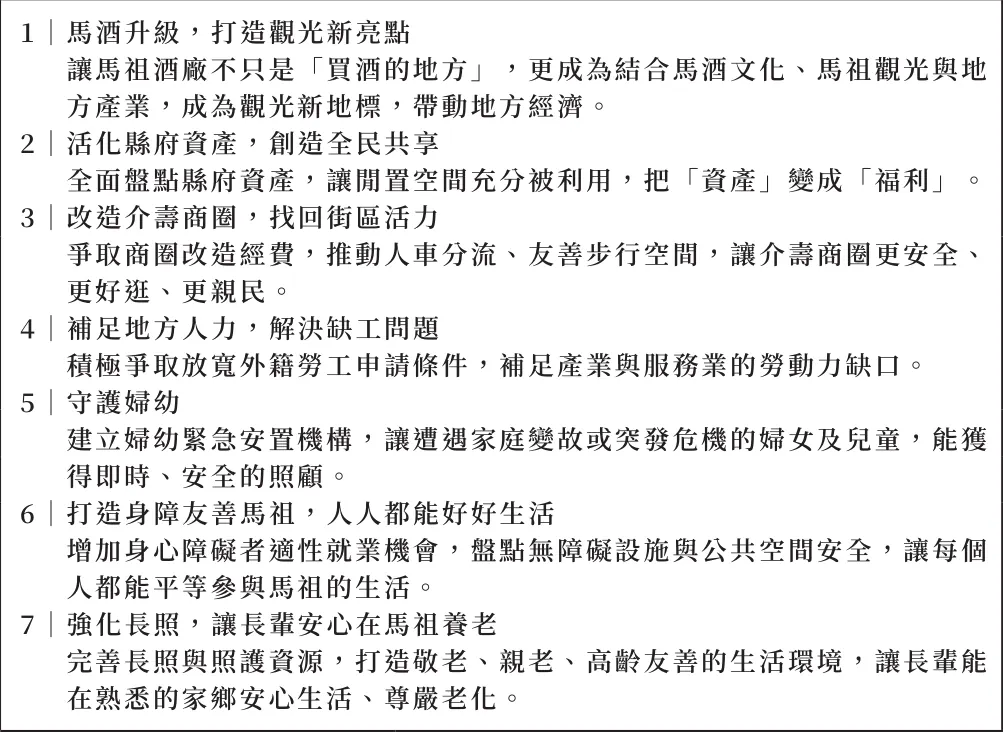 1｜馬酒升級，打造觀光新亮點
讓馬祖酒廠不只是「買酒的地方」，更成為結合馬酒文化、馬祖觀光與地
方產業，成為觀光新地標，帶動地方經濟。
2｜活化縣府資產，創造全民共享
全面盤點縣府資產，讓閒置空間充分被利用，把「資產」變成「福利」。
3｜改造介壽商圈，找回街區活力
爭取商圈改造經費，推動人車分流、友善步行空間，讓介壽商圈更安全、
更好逛、更親民。
4｜補足地方人力，解決缺工問題
積極爭取放寬外籍勞工申請條件，補足產業與服務業的勞動力缺口。
5｜守護婦幼
建立婦幼緊急安置機構，讓遭遇家庭變故或突發危機的婦女及兒童，能獲
得即時、安全的照顧。
6｜打造身障友善馬祖，人人都能好好生活
增加身心障礙者適性就業機會，盤點無障礙設施與公共空間安全，讓每個
人都能平等參與馬祖的生活。
7｜強化長照，讓長輩安心在馬祖養老
完善長照與照護資源，打造敬老、親老、高齡友善的生活環境，讓長輩能
在熟悉的家鄉安心生活、尊嚴老化。